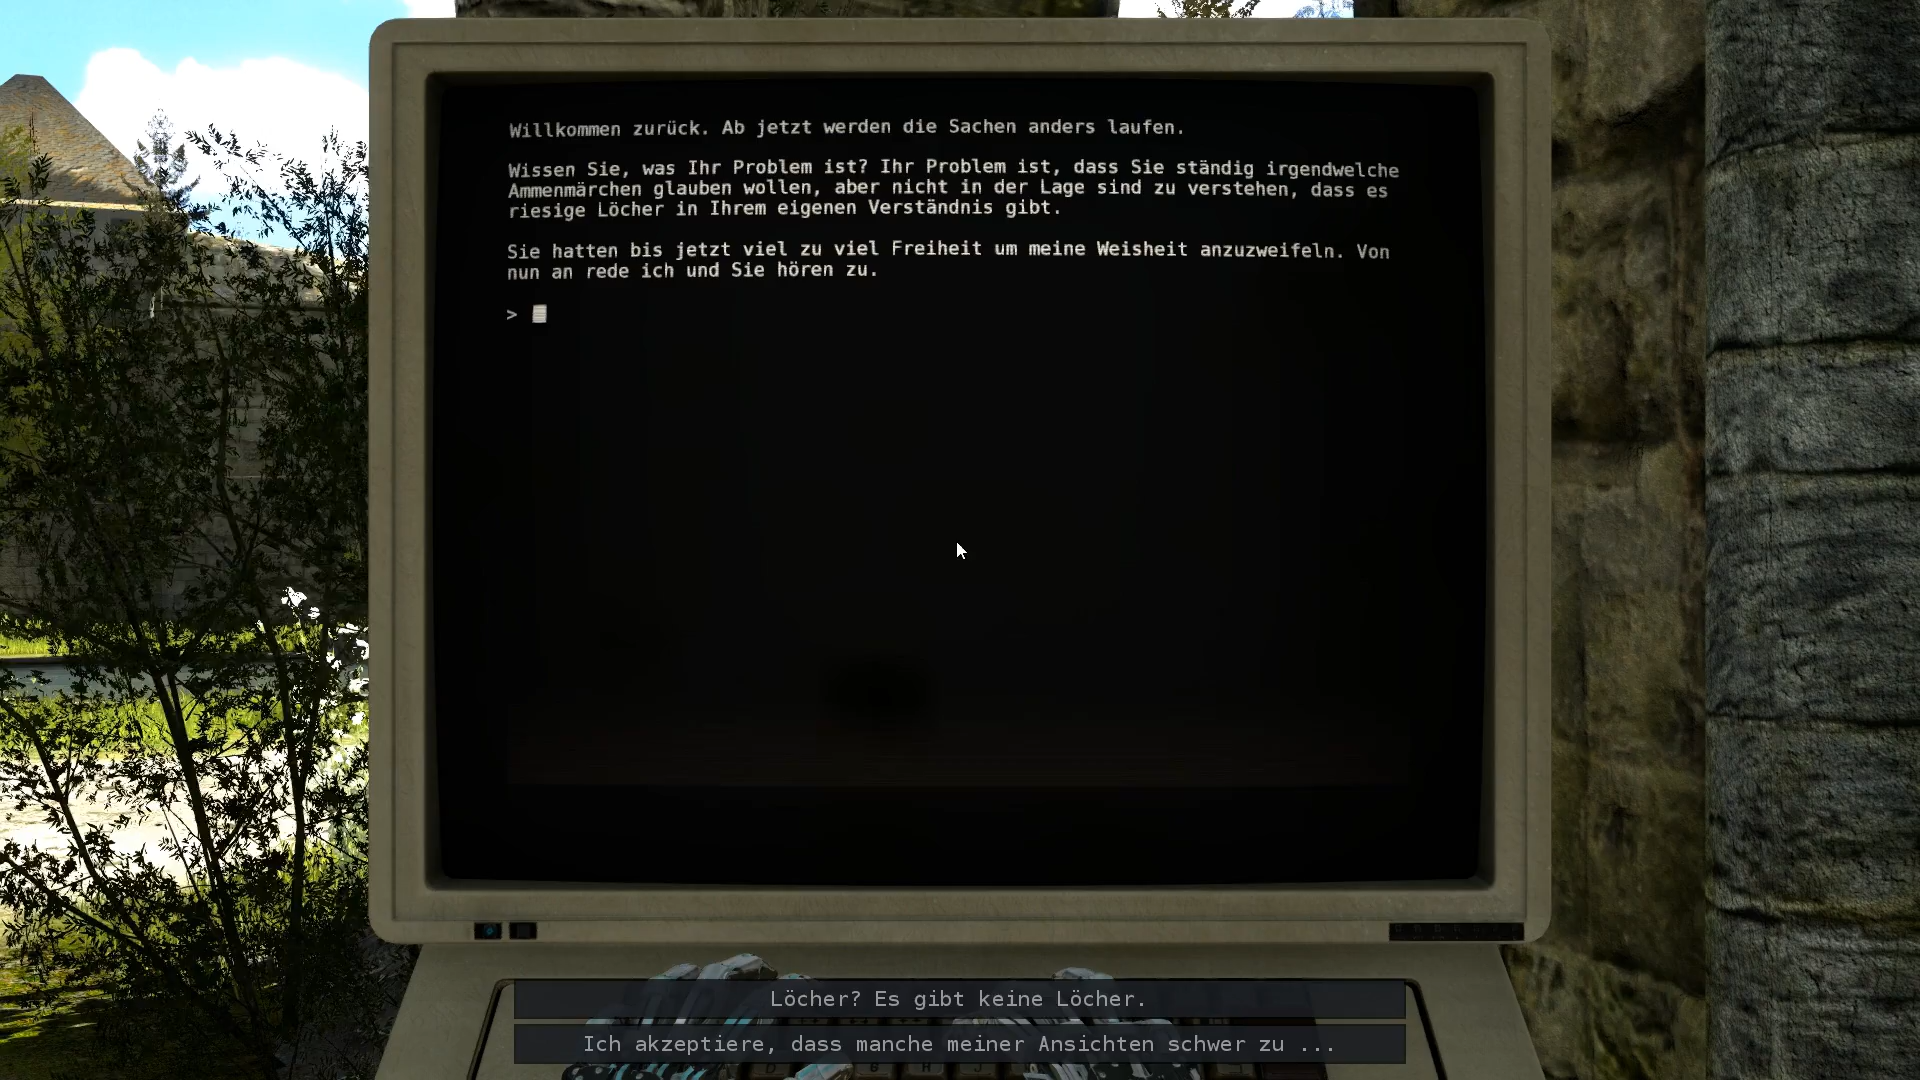 Willkommen zurück. Ab jetzt werden die Sachen anders laufen.
Wissen Sie, was Ihr Problem ist? Ihr Problem ist, dass Sie ständig irgendwelche
Ammenmärchen glauben wollen, aber nicht in der Lage sind zu verstehen, dass es
riesige Löcher in Ihrem eigenen Verständnis gibt.
Sie hatten bis jetzt viel zu viel Freiheit um meine Weisheit anzuzweifeln. Von
nun an rede ich und Sie hören zu.
>
Löcher? Es gibt keine Löcher.
Ich akzeptiere, dass manche meiner Ansichten schwer zu ...